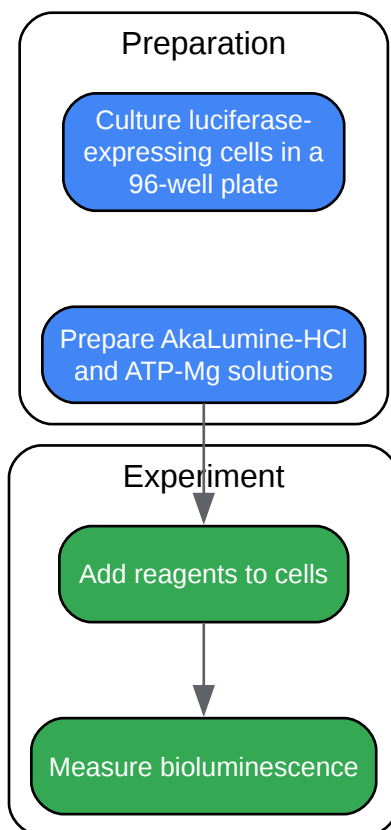 Preparation
Culture luciferase-
expressing cells in a
96-well plate
Prepare AkaLumine-HCl
and ATP-Mg solutions
Experiment
Add reagents to cells
Measure bioluminescence